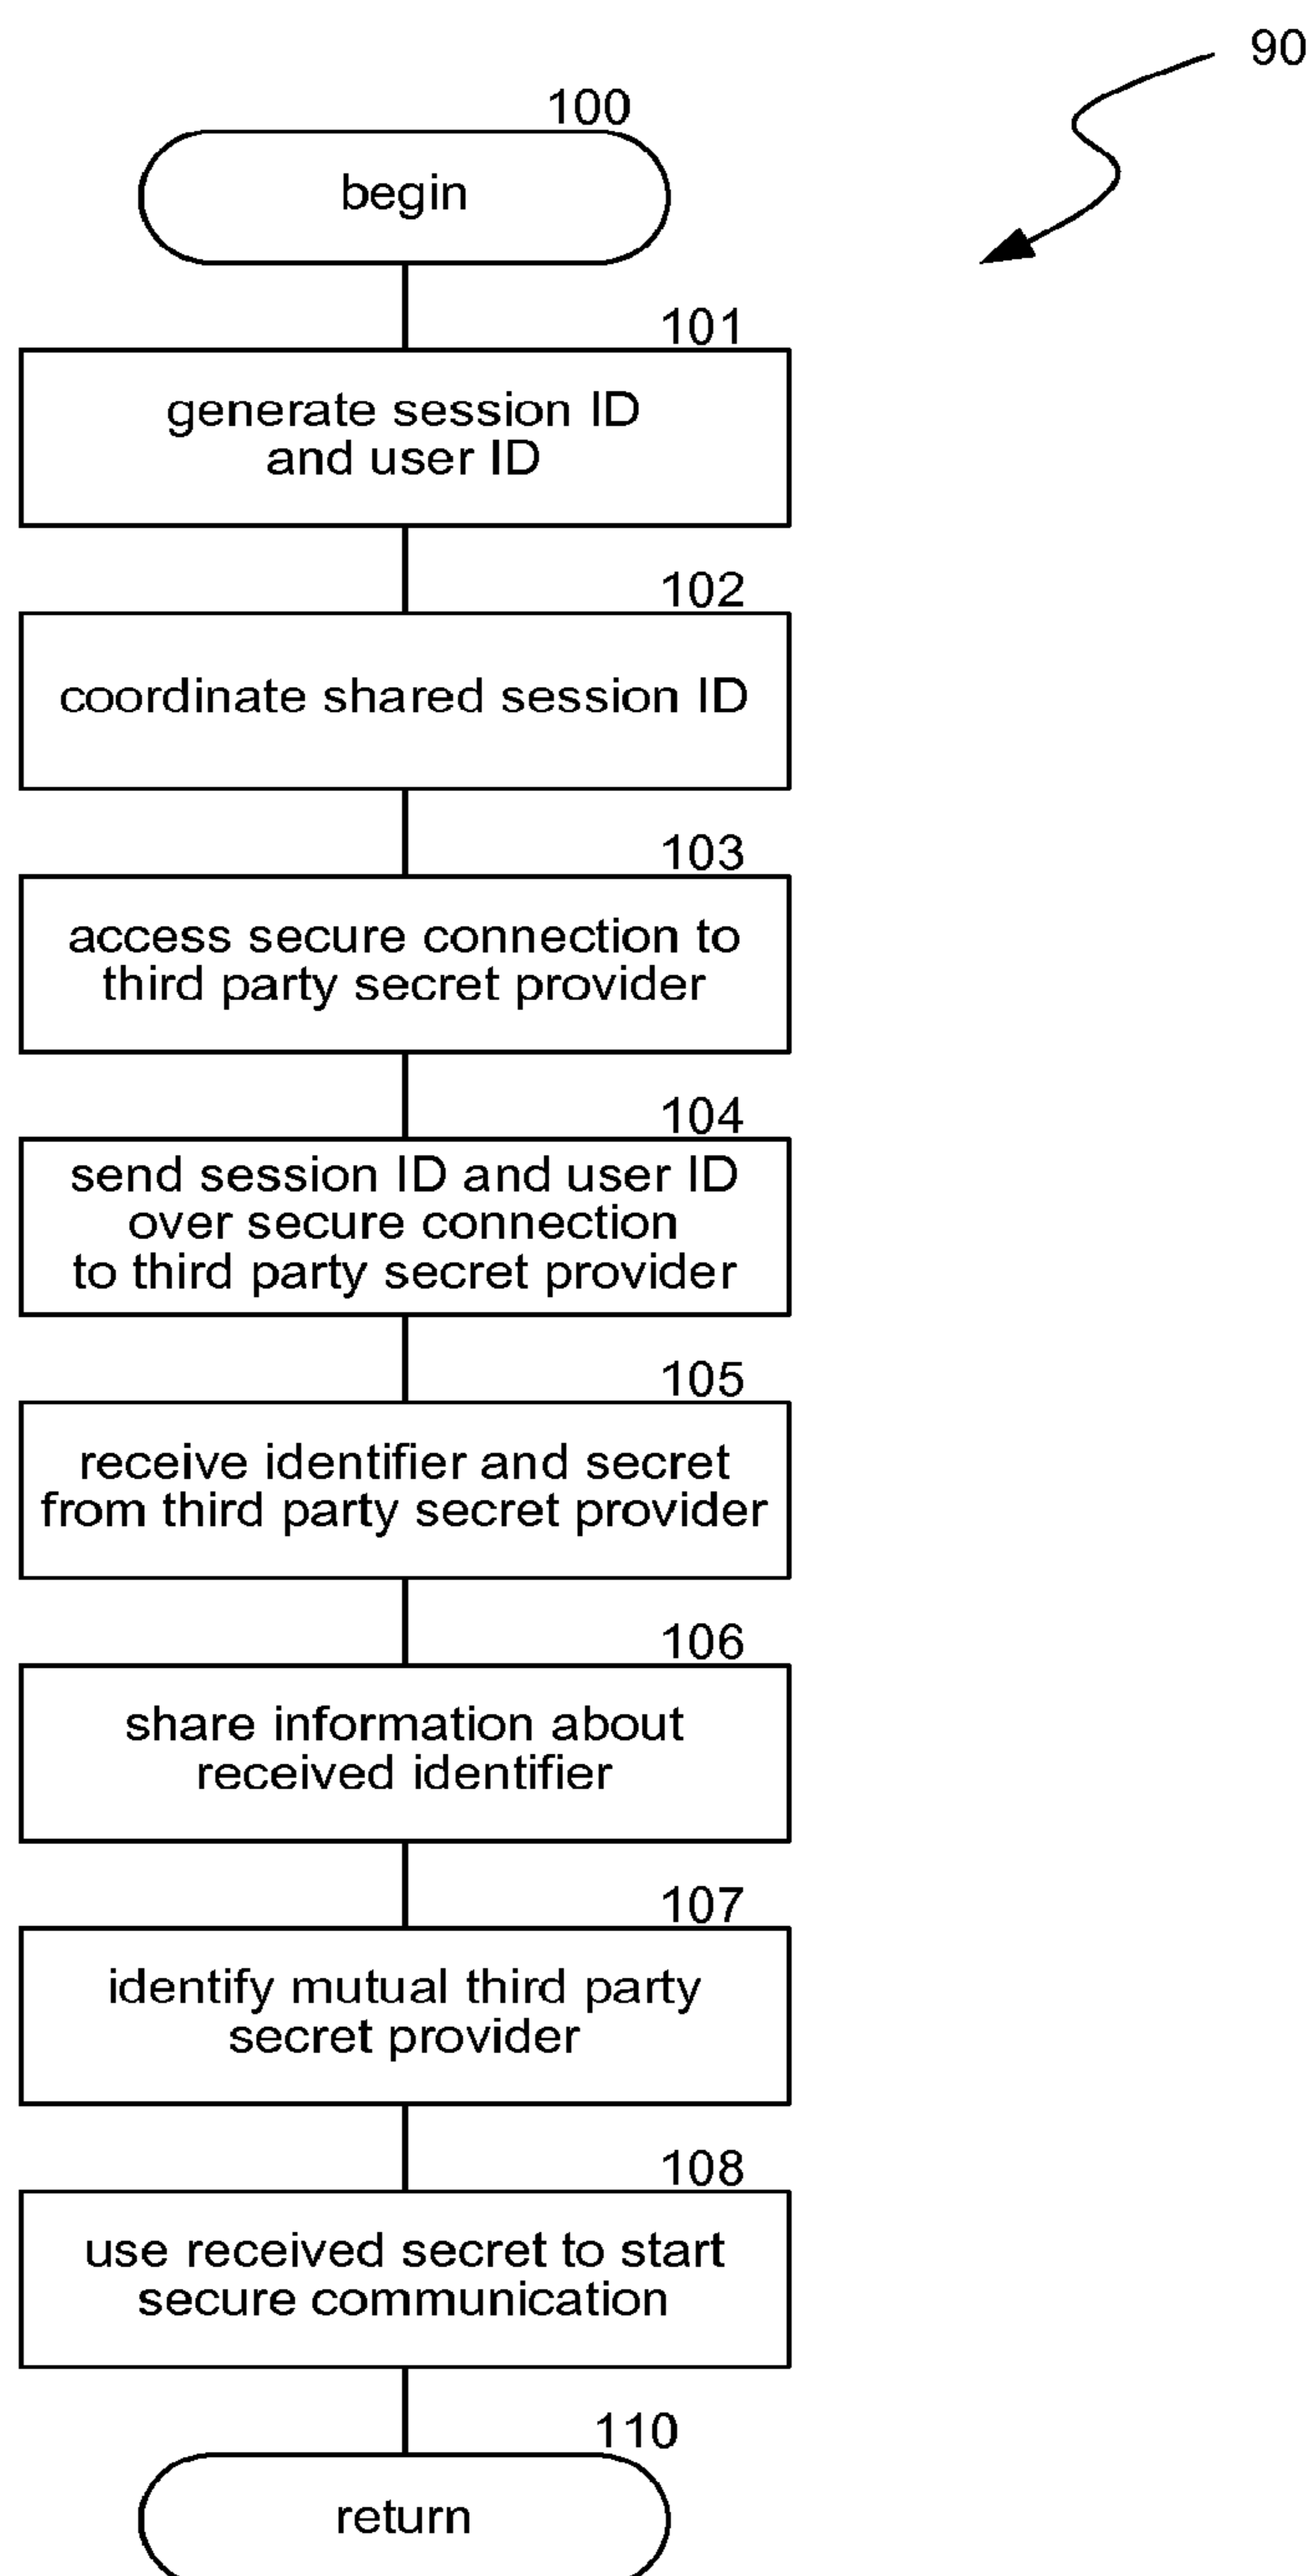 90
100
begin
101
generate session ID
and user ID
102
coordinate shared session ID
103
access secure connection to
third party secret provider
104
send session ID and user ID
over secure connection
to third party secret provider
105
receive identifier and secret
from third party secret provider
106
share information about
received identifier
107
identify mutual third party
secret provider
108
use received secret to start
secure communication
110
return